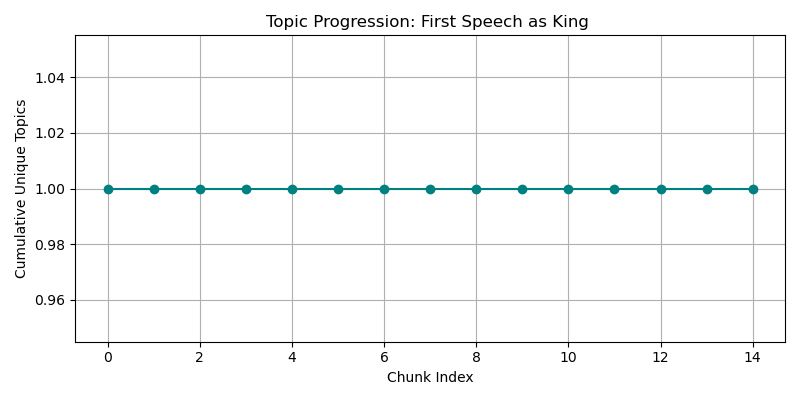 Topic Progression: First Speech as King
Cumulative Unique Topics
1.04
1.02
1.00
0.98
0.96
0 2 4 6 8 10 12 14
Chunk Index